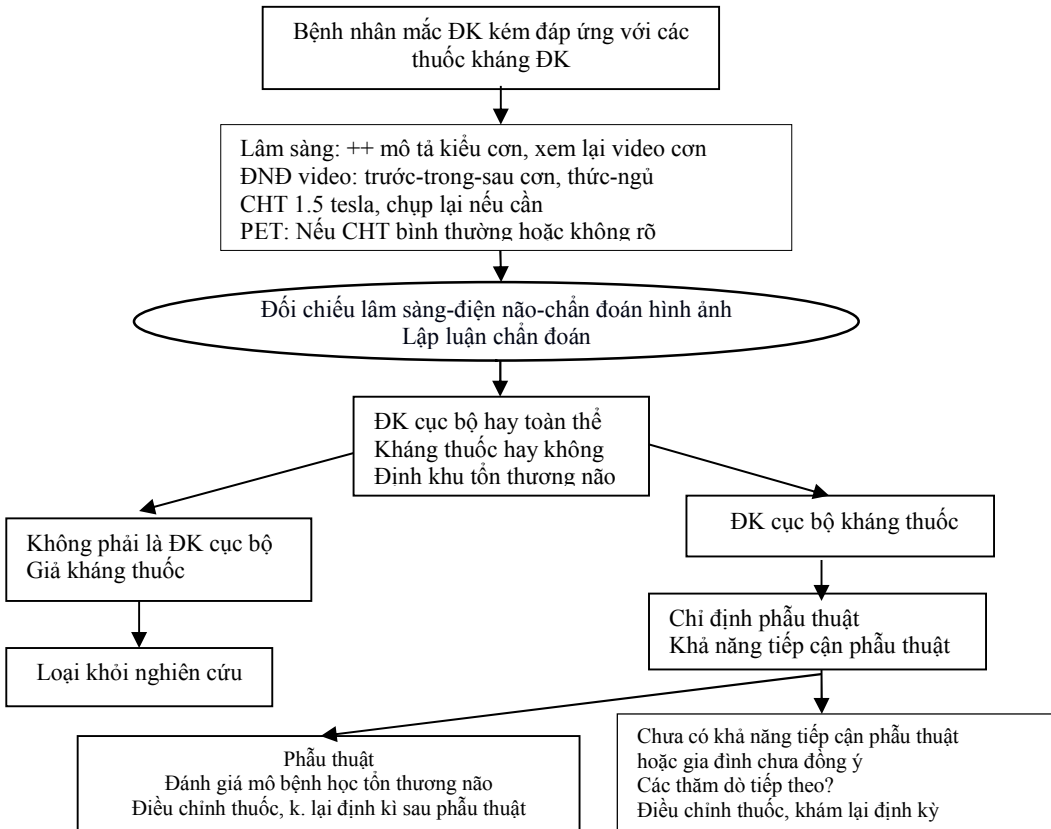 Bệnh nhân mắc ĐK kém đáp ứng với các
thuốc kháng ĐK
Lâm sàng: ++ mô tả kiểu cơn, xem lại video cơn
ĐNĐ video: trước-trong-sau cơn, thức-ngủ
CHT 1.5 tesla, chụp lại nếu cần
PET: Nếu CHT bình thường hoặc không rõ
Đối chiếu lâm sàng-điện não-chẩn đoán hình ảnh
Lập luận chẩn đoán
ĐK cục bộ hay toàn thể
Kháng thuốc hay không
Định khu tổn thương não
Không phải là ĐK cục bộ
Giả kháng thuốc
ĐK cục bộ kháng thuốc
Loại khỏi nghiên cứu
Chỉ định phẫu thuật
Khả năng tiếp cận phẫu thuật
Phẫu thuật
Đánh giá mô bệnh học tổn thương não
Điều chỉnh thuốc, k. lại định kì sau phẫu thuật
Chưa có khả năng tiếp cận phẫu thuật
hoặc gia đình chưa đồng ý
Các thăm dò tiếp theo?
Điều chỉnh thuốc, khám lại định kỳ